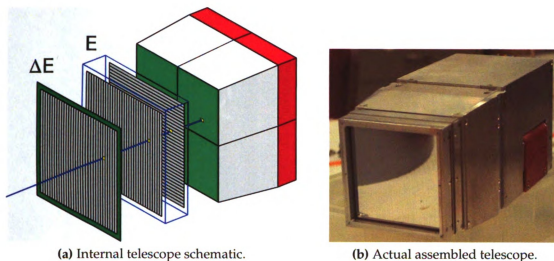 ΔE
E
(a) Internal telescope schematic.
(b) Actual assembled telescope.